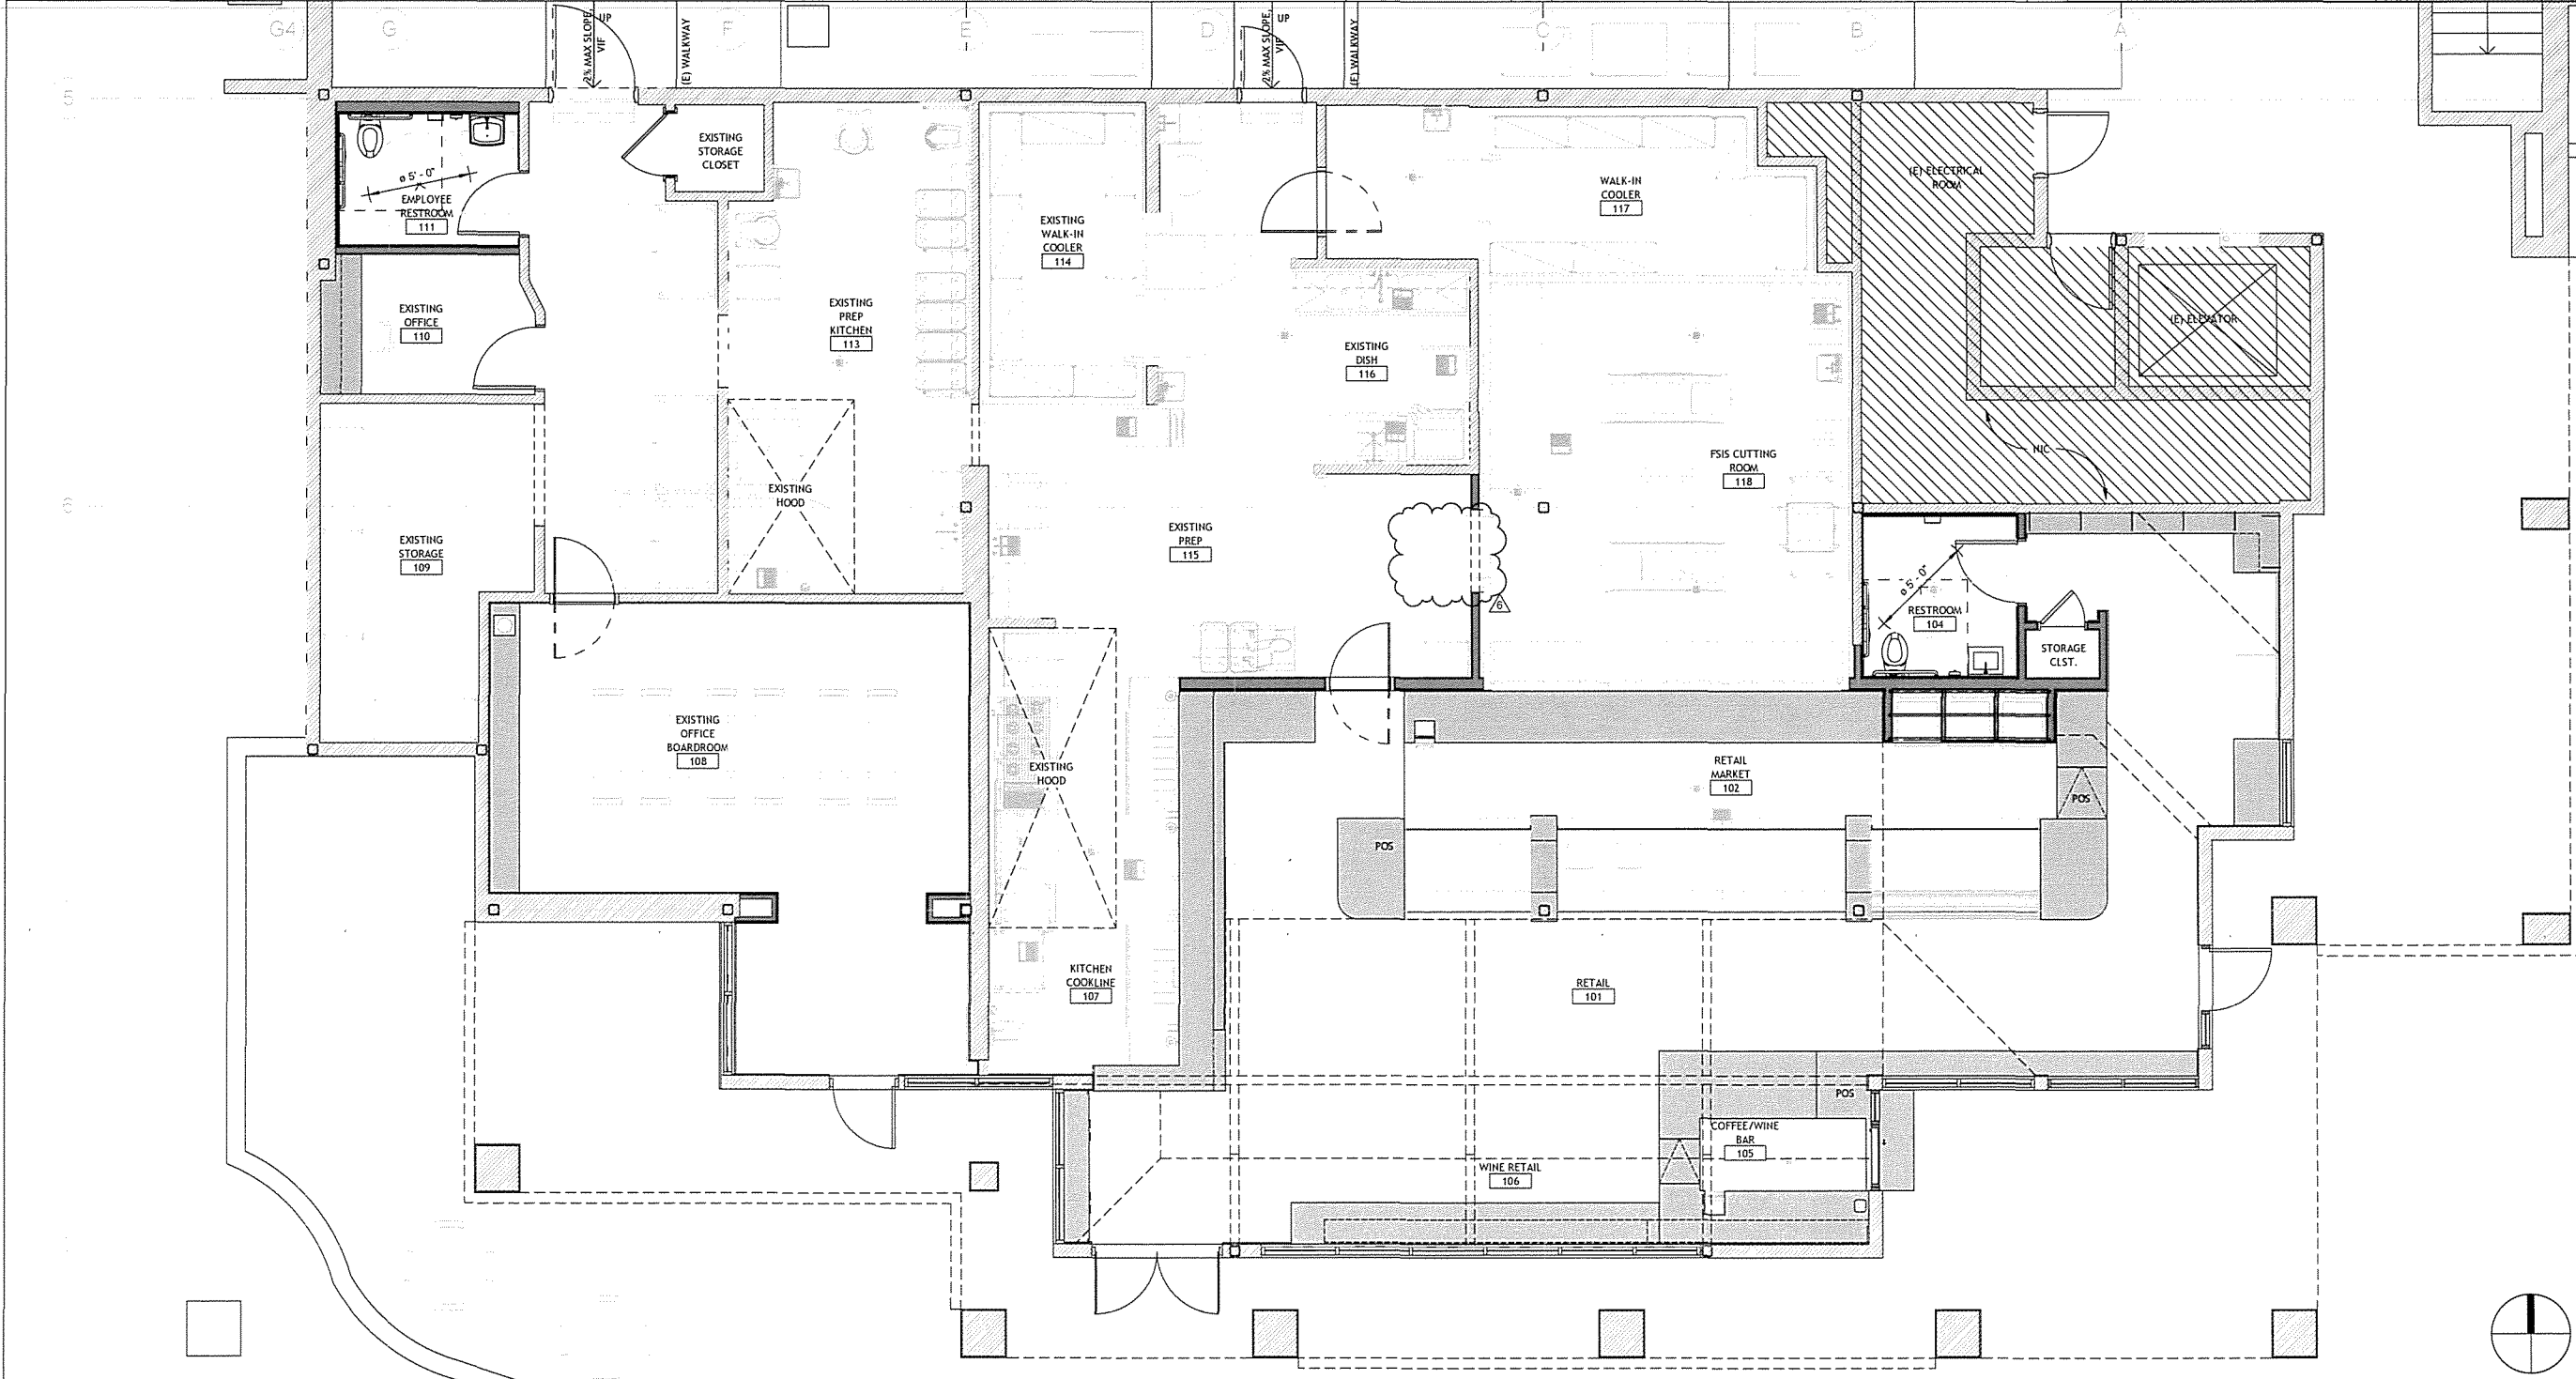 G4
G
F
E
D
C
B
A
2% MAX SLOPE,
VIF
UP
(E) WALKWAY
2% MAX SLOPE,
VIF
UP
(E) WALKWAY
5
6
EXISTING
STORAGE
CLOSET
ø 5' - 0"
EMPLOYEE
RESTROOM
111
EXISTING
OFFICE
110
EXISTING
PREP
KITCHEN
113
EXISTING
WALK-IN
COOLER
114
WALK-IN
COOLER
117
(E) ELECTRICAL
ROOM
(E) ELEVATOR
EXISTING
DISH
116
NIC
FSIS CUTTING
ROOM
118
EXISTING
HOOD
EXISTING
PREP
115
6
EXISTING
STORAGE
109
ø 5' - 0"
RESTROOM
104
STORAGE
CLST.
EXISTING
OFFICE
BOARDROOM
108
EXISTING
HOOD
RETAIL
MARKET
102
POS
POS
KITCHEN
COOKLINE
107
RETAIL
101
POS
COFFEE/WINE
BAR
105
WINE RETAIL
106